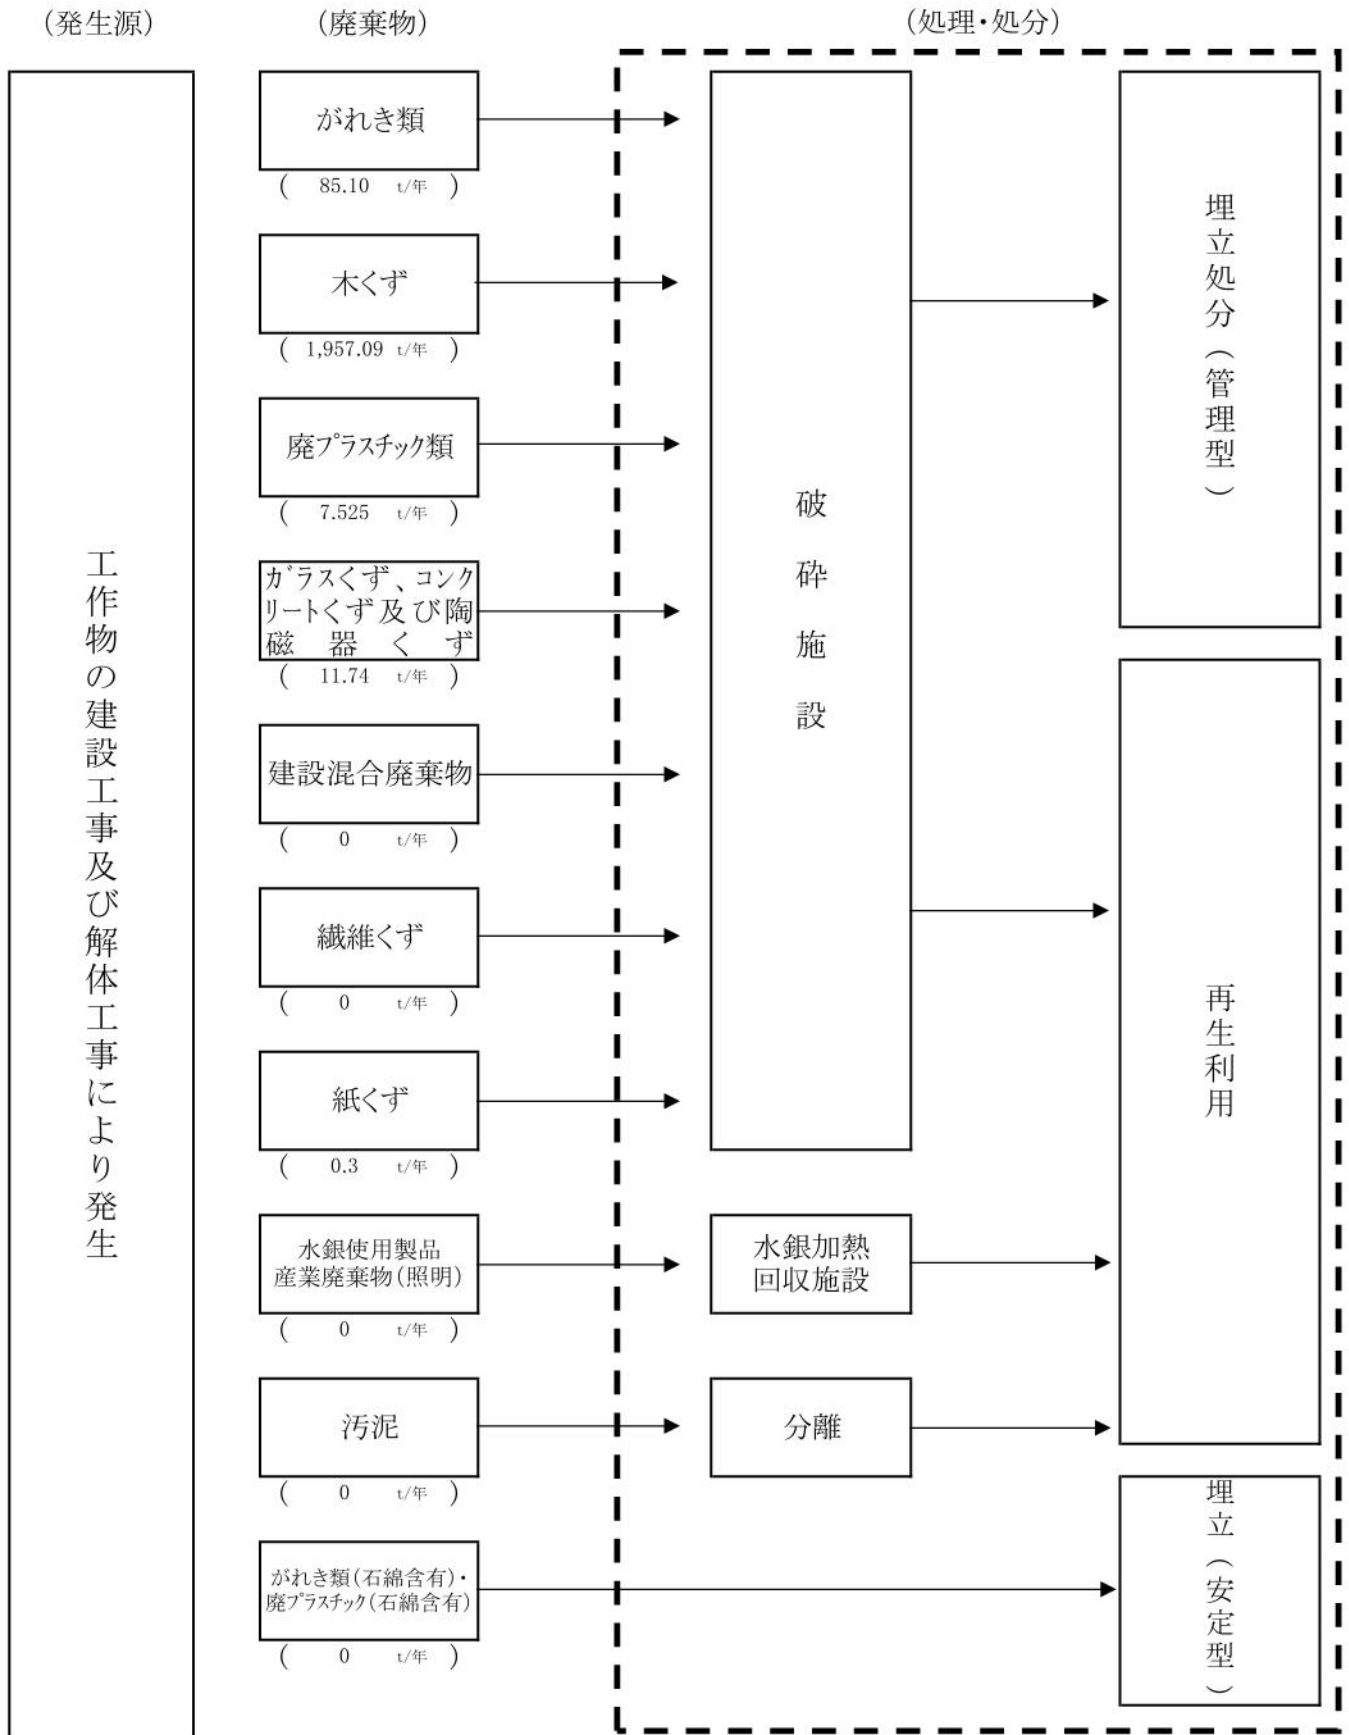 (発生源)
(廃棄物)
(処理・処分)
工作物の建設工事及び解体工事により発生
がれき類
( 85.10 t/年 )
木くず
( 1,957.09 t/年 )
廃プラスチック類
( 7.525 t/年 )
ガラスくず、コンク
リートくず及び陶
磁器くず
( 11.74 t/年 )
建設混合廃棄物
( 0 t/年 )
繊維くず
( 0 t/年 )
紙くず
( 0.3 t/年 )
水銀使用製品
産業廃棄物(照明)
( 0 t/年 )
汚泥
( 0 t/年 )
がれき類(石綿含有)・
廃プラスチック(石綿含有)
( 0 t/年 )
破砕施設
水銀加熱
回収施設
分離
埋立処分(管理型)
再生利用
埋立(安定型)